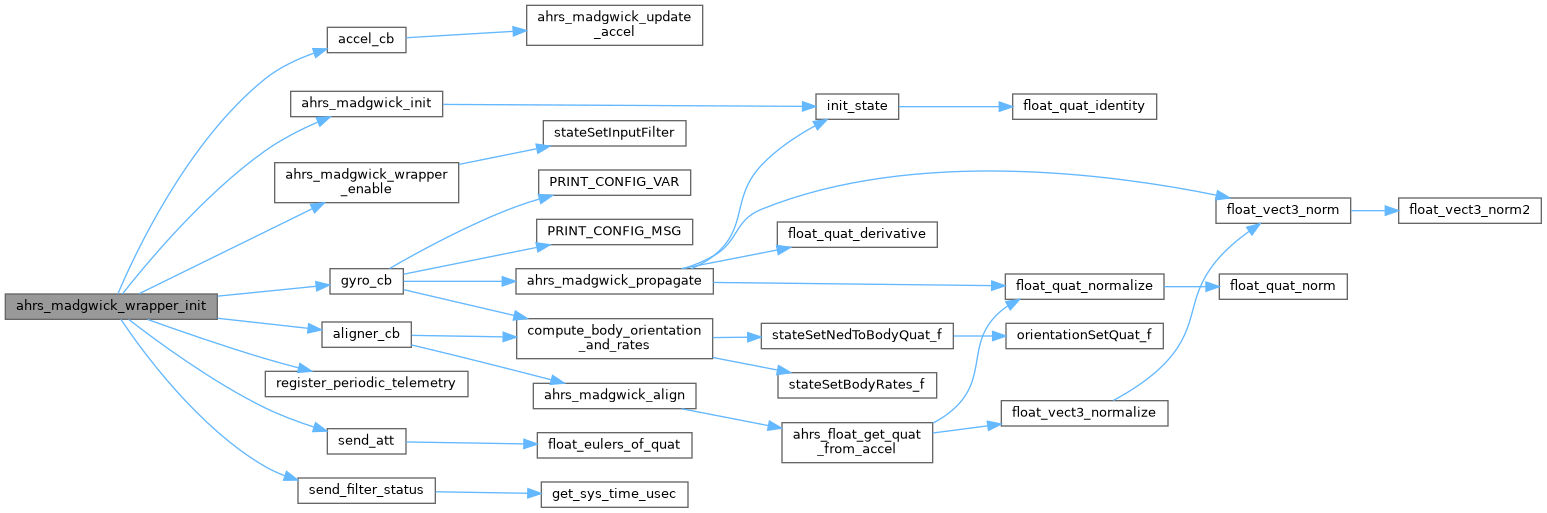 ahrs_madgwick_wrapper_init
accel_cb
ahrs_madgwick_update
_accel
ahrs_madgwick_init
init_state
float_quat_identity
ahrs_madgwick_wrapper
_enable
stateSetInputFilter
gyro_cb
PRINT_CONFIG_VAR
PRINT_CONFIG_MSG
ahrs_madgwick_propagate
float_quat_derivative
float_vect3_norm
float_vect3_norm2
float_quat_normalize
float_quat_norm
compute_body_orientation
_and_rates
stateSetNedToBodyQuat_f
orientationSetQuat_f
stateSetBodyRates_f
aligner_cb
ahrs_madgwick_align
ahrs_float_get_quat
_from_accel
float_vect3_normalize
register_periodic_telemetry
send_att
float_eulers_of_quat
send_filter_status
get_sys_time_usec